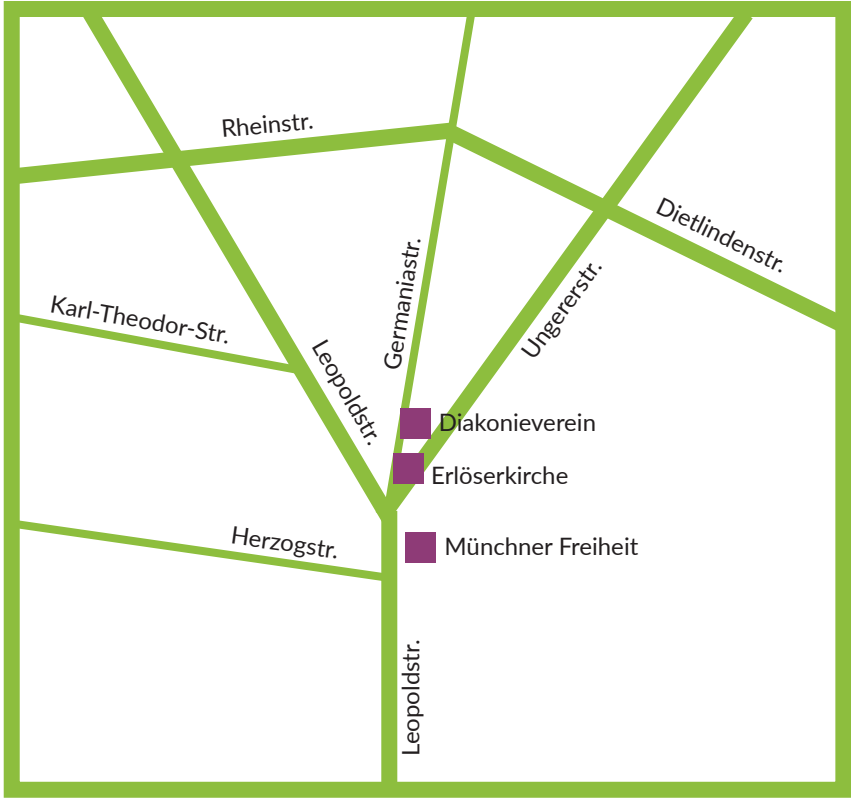 Rheinstr.
Dietlindenstr.
Germaniastr.
Ungererstr.
Karl-Theodor-Str.
Leopoldstr.
Diakonieverein
Erlöserkirche
Herzogstr.
Münchner Freiheit
Leopoldstr.